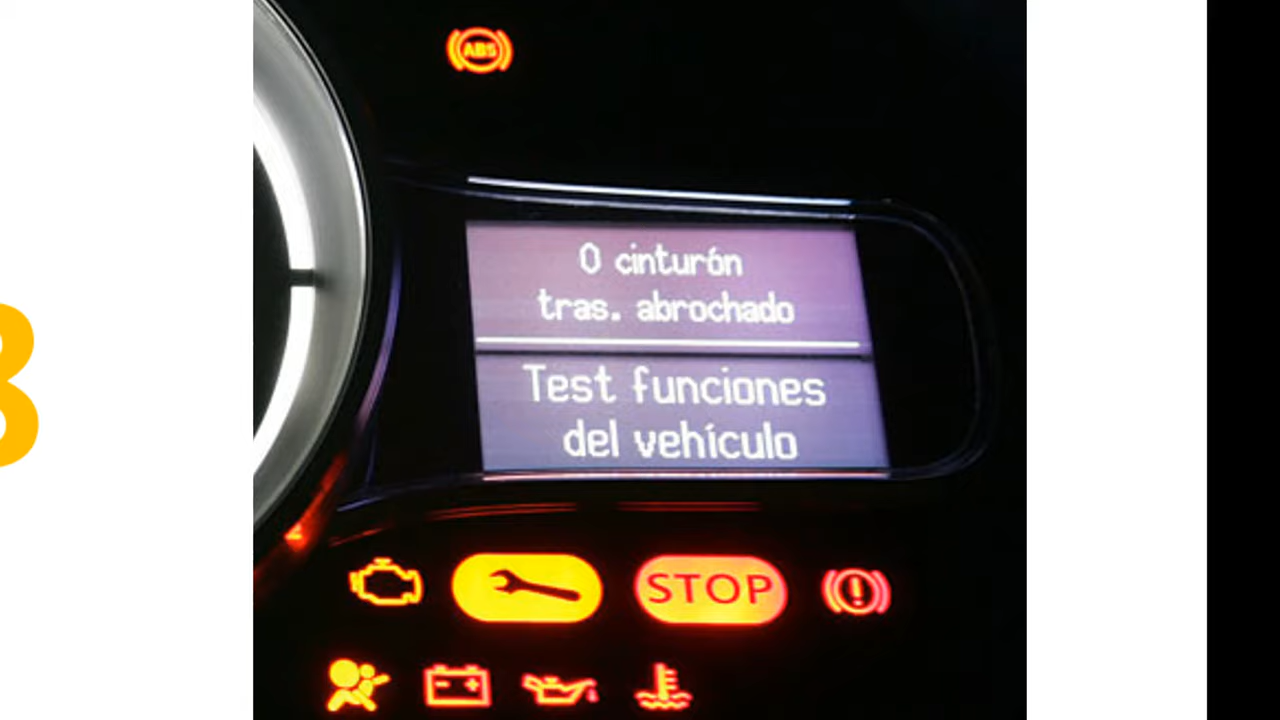 ABS
0 cinturón
tras. abrochado
Test funciones
del vehículo
STOP